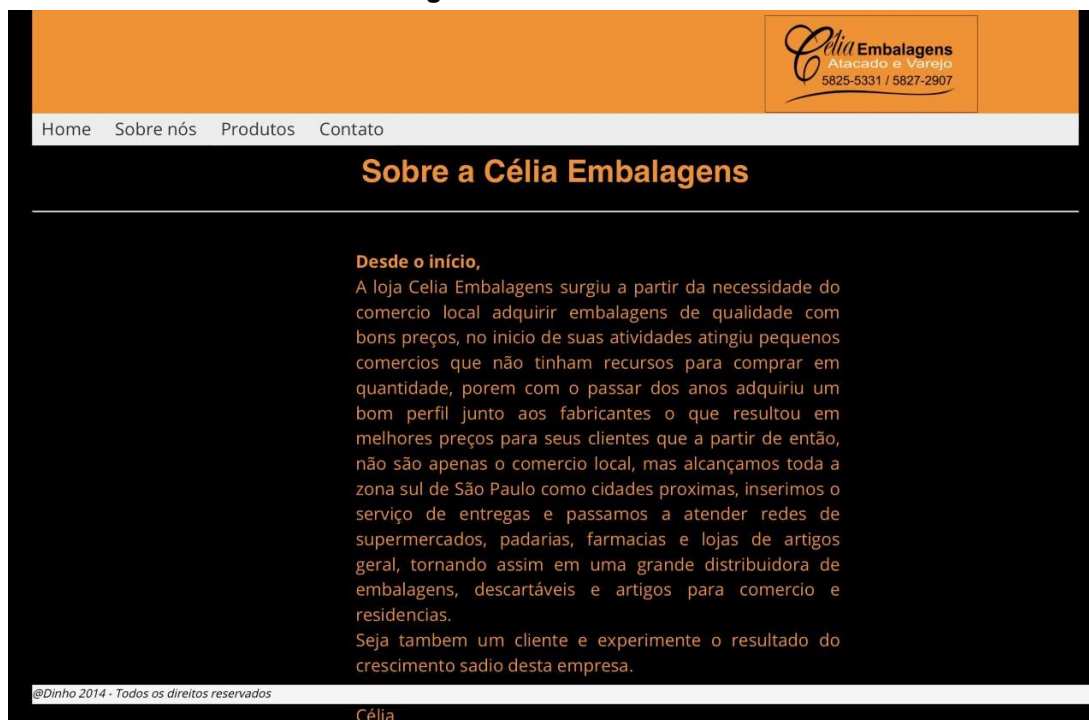 Célia Embalagens
Atacado e Varejo
5825-5331 / 5827-2907
Home Sobre nós Produtos Contato
Sobre a Célia Embalagens
Desde o início,
A loja Celia Embalagens surgiu a partir da necessidade do
comercio local adquirir embalagens de qualidade com
bons preços, no inicio de suas atividades atingiu pequenos
comercios que não tinham recursos para comprar em
quantidade, porem com o passar dos anos adquiriu um
bom perfil junto aos fabricantes o que resultou em
melhores preços para seus clientes que a partir de então,
não são apenas o comercio local, mas alcançamos toda a
zona sul de São Paulo como cidades proximas, inserimos o
serviço de entregas e passamos a atender redes de
supermercados, padarias, farmacias e lojas de artigos
geral, tornando assim em uma grande distribuidora de
embalagens, descartáveis e artigos para comercio e
residencias.
Seja tambem um cliente e experimente o resultado do
crescimento sadio desta empresa.
@Dinho 2014 - Todos os direitos reservados
Célia